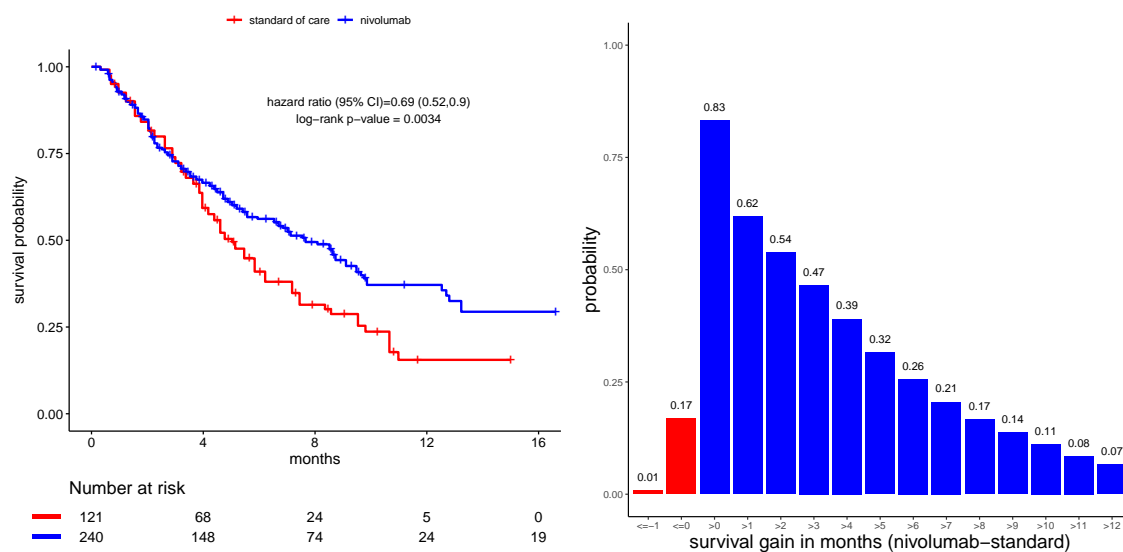 standard of care nivolumab
1.00
0.75
0.50
0.25
0.00
survival probability
hazard ratio (95% CI)=0.69 (0.52,0.9)
log−rank p−value = 0.0034
0 4 8 12 16
months
Number at risk
121 68 24 5 0
240 148 74 24 19
1.00
0.75
0.50
0.25
0.00
probability
0.01
0.17
0.83
0.62
0.54
0.47
0.39
0.32
0.26
0.21
0.17
0.14
0.11
0.08
0.07
<=−1 <=0 >0 >1 >2 >3 >4 >5 >6 >7 >8 >9 >10 >11 >12
survival gain in months (nivolumab−standard)